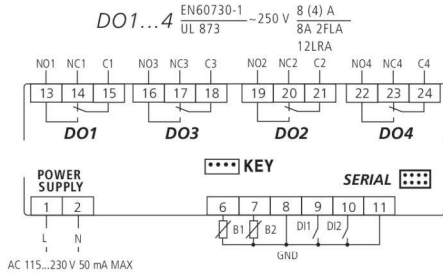 DO1...4 EN60730-1 ~250 V 8 (4) A
UL 873 8A 2FLA
12LRA
NO1 NC1 C1 NO3 NC3 C3 NO2 NC2 C2 NO4 NC4 C4
13 14 15 16 17 18 19 20 21 22 23 24
DO1 DO3 DO2 DO4
KEY
POWER SUPPLY SERIAL
1 2 6 7 8 9 10 11
B1 B2 DI1 DI2
L N GND
AC 115...230 V 50 mA MAX